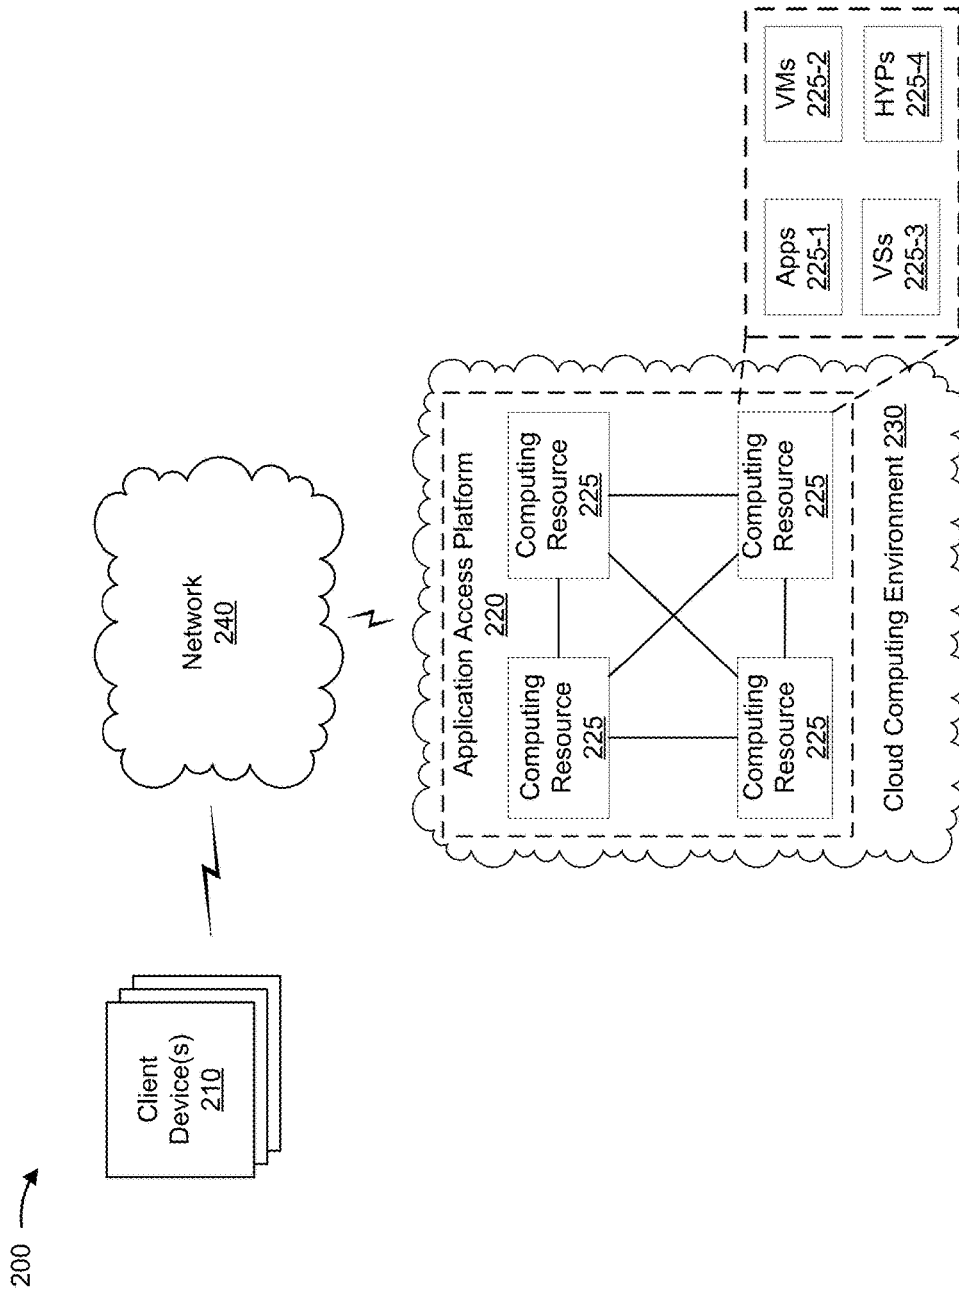 200
Client
Device(s)
210
Network
240
Application Access Platform
220
Computing
Resource
225
Computing
Resource
225
Computing
Resource
225
Computing
Resource
225
Cloud Computing Environment 230
Apps
225-1
VMs
225-2
VSs
225-3
HYPs
225-4